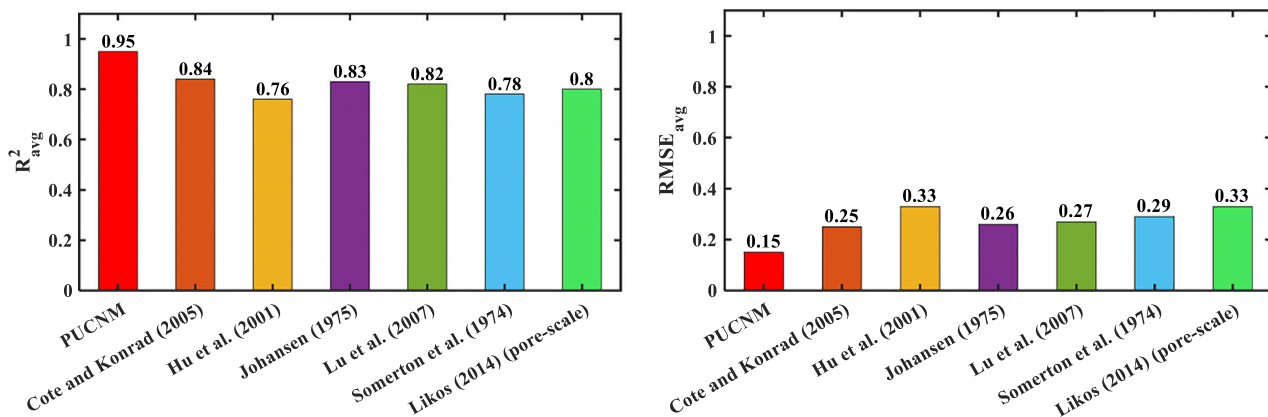 1
0.8
0.6
0.4
0.2
0
R²avg
0.95
0.84
0.76
0.83
0.82
0.78
0.8
PUCNM
Cote and Konrad (2005)
Hu et al. (2001)
Johansen (1975)
Lu et al. (2007)
Somerton et al. (1974)
Likos (2014) (pore-scale)
1
0.8
0.6
0.4
0.2
0
RMSEavg
0.15
0.25
0.33
0.26
0.27
0.29
0.33
PUCNM
Cote and Konrad (2005)
Hu et al. (2001)
Johansen (1975)
Lu et al. (2007)
Somerton et al. (1974)
Likos (2014) (pore-scale)